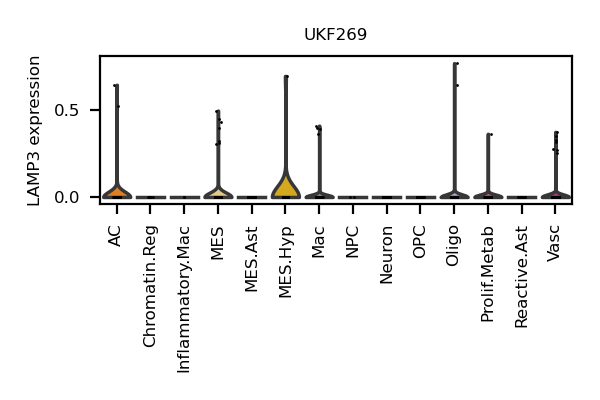 UKF269
LAMP3 expression
0.5
0.0
AC
Chromatin.Reg
Inflammatory.Mac
MES
MES.Ast
MES.Hyp
Mac
NPC
Neuron
OPC
Oligo
Prolif.Metab
Reactive.Ast
Vasc